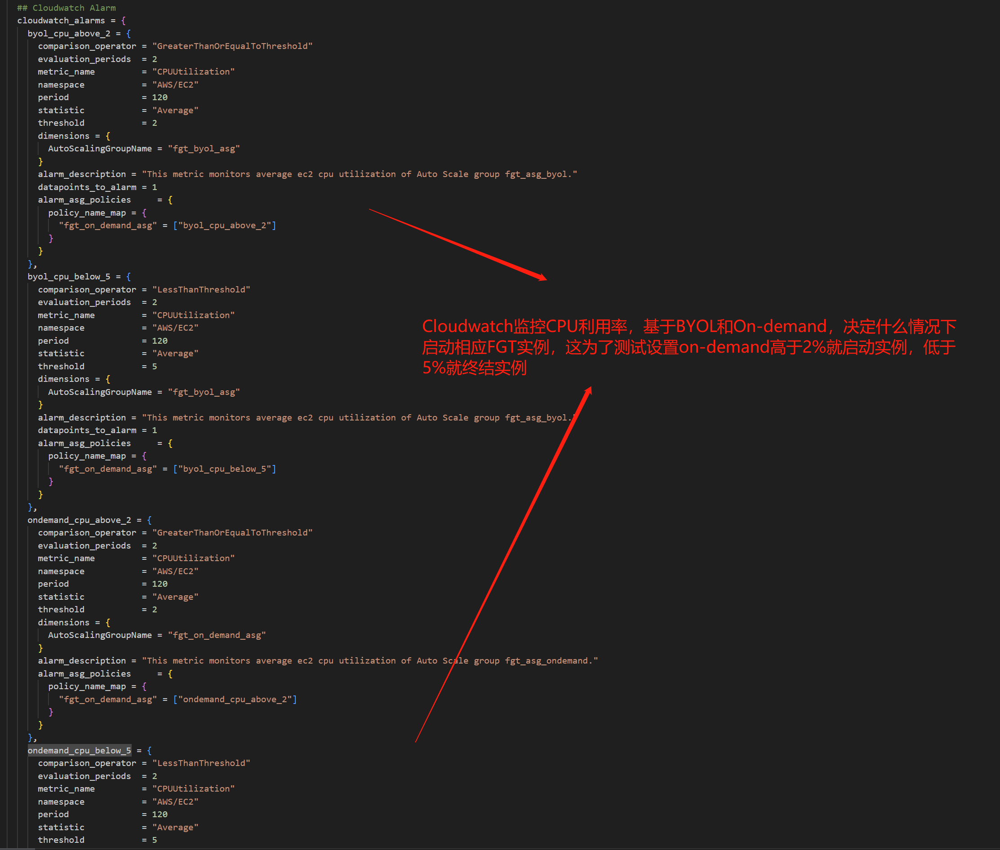 ## Cloudwatch Alarm
cloudwatch_alarms = {
byol_cpu_above_2 = {
comparison_operator = "GreaterThanOrEqualToThreshold"
evaluation_periods = 2
metric_name = "CPUUtilization"
namespace = "AWS/EC2"
period = 120
statistic = "Average"
threshold = 2
dimensions = {
AutoScalingGroupName = "fgt_byol_asg"
}
alarm_description = "This metric monitors average ec2 cpu utilization of Auto Scale group fgt_asg_byol."
datapoints_to_alarm = 1
alarm_asg_policies = {
policy_name_map = {
"fgt_on_demand_asg" = ["byol_cpu_above_2"]
}
}
},
byol_cpu_below_5 = {
comparison_operator = "LessThanThreshold"
evaluation_periods = 2
metric_name = "CPUUtilization"
namespace = "AWS/EC2"
period = 120
statistic = "Average"
threshold = 5
dimensions = {
AutoScalingGroupName = "fgt_byol_asg"
}
alarm_description = "This metric monitors average ec2 cpu utilization of Auto Scale group fgt_asg_byol."
datapoints_to_alarm = 1
alarm_asg_policies = {
policy_name_map = {
"fgt_on_demand_asg" = ["byol_cpu_below_5"]
}
}
},
ondemand_cpu_above_2 = {
comparison_operator = "GreaterThanOrEqualToThreshold"
evaluation_periods = 2
metric_name = "CPUUtilization"
namespace = "AWS/EC2"
period = 120
statistic = "Average"
threshold = 2
dimensions = {
AutoScalingGroupName = "fgt_on_demand_asg"
}
alarm_description = "This metric monitors average ec2 cpu utilization of Auto Scale group fgt_asg_ondemand."
alarm_asg_policies = {
policy_name_map = {
"fgt_on_demand_asg" = ["ondemand_cpu_above_2"]
}
}
},
ondemand_cpu_below_5 = {
comparison_operator = "LessThanThreshold"
evaluation_periods = 2
metric_name = "CPUUtilization"
namespace = "AWS/EC2"
period = 120
statistic = "Average"
threshold = 5
Cloudwatch监控CPU利用率，基于BYOL和On-demand，决定什么情况下
启动相应FGT实例，这为了测试设置on-demand高于2%就启动实例，低于
5%就终结实例